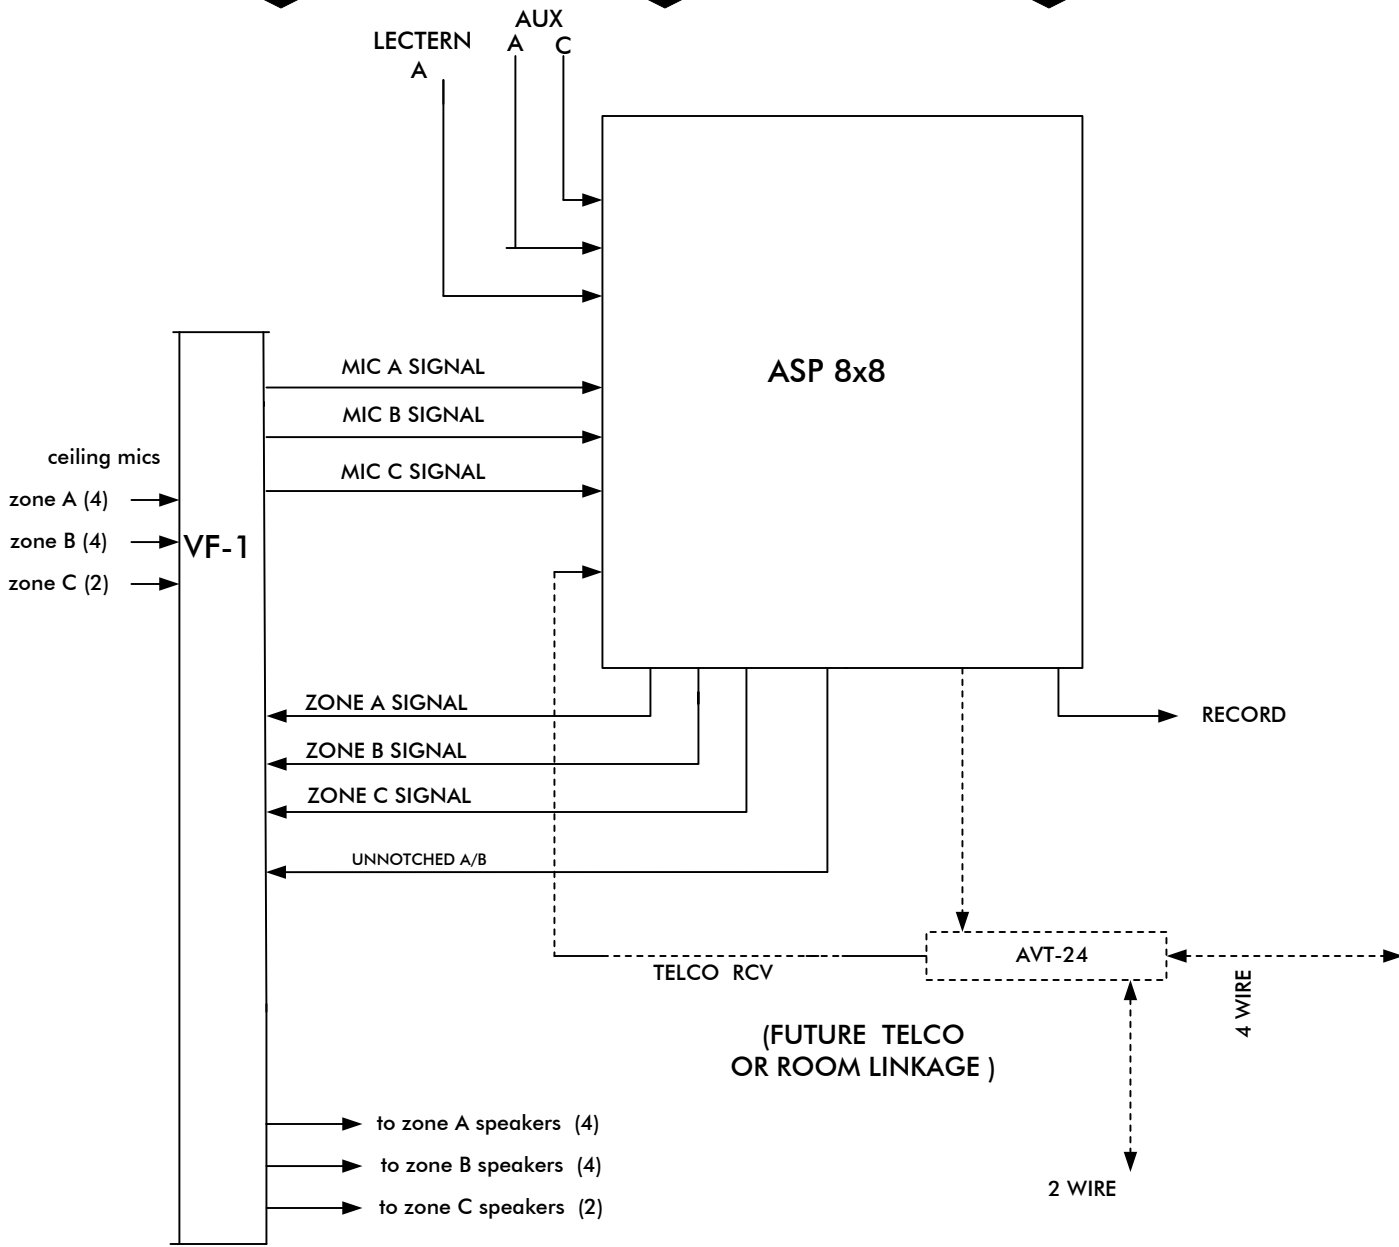 AUX
LECTERN
A C
A
ASP 8x8
MIC A SIGNAL
MIC B SIGNAL
MIC C SIGNAL
ceiling mics
zone A (4)
zone B (4)
zone C (2)
VF-1
ZONE A SIGNAL
ZONE B SIGNAL
ZONE C SIGNAL
UNNOTCHED A/B
RECORD
AVT-24
TELCO RCV
4 WIRE
(FUTURE TELCO
OR ROOM LINKAGE )
to zone A speakers (4)
to zone B speakers (4)
to zone C speakers (2)
2 WIRE